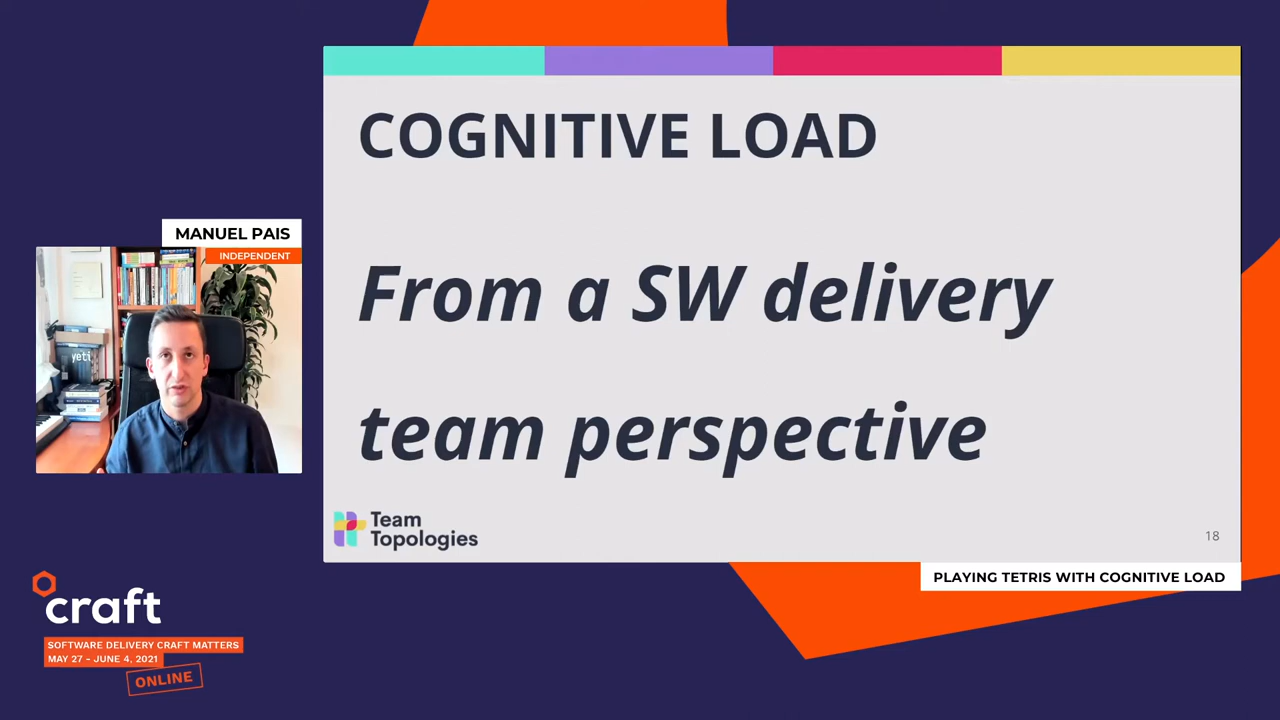 COGNITIVE LOAD
From a SW delivery
team perspective
Team
Topologies
18
MANUEL PAIS
INDEPENDENT
yeti
PLAYING TETRIS WITH COGNITIVE LOAD
craft
SOFTWARE DELIVERY CRAFT MATTERS
MAY 27 - JUNE 4, 2021
ONLINE